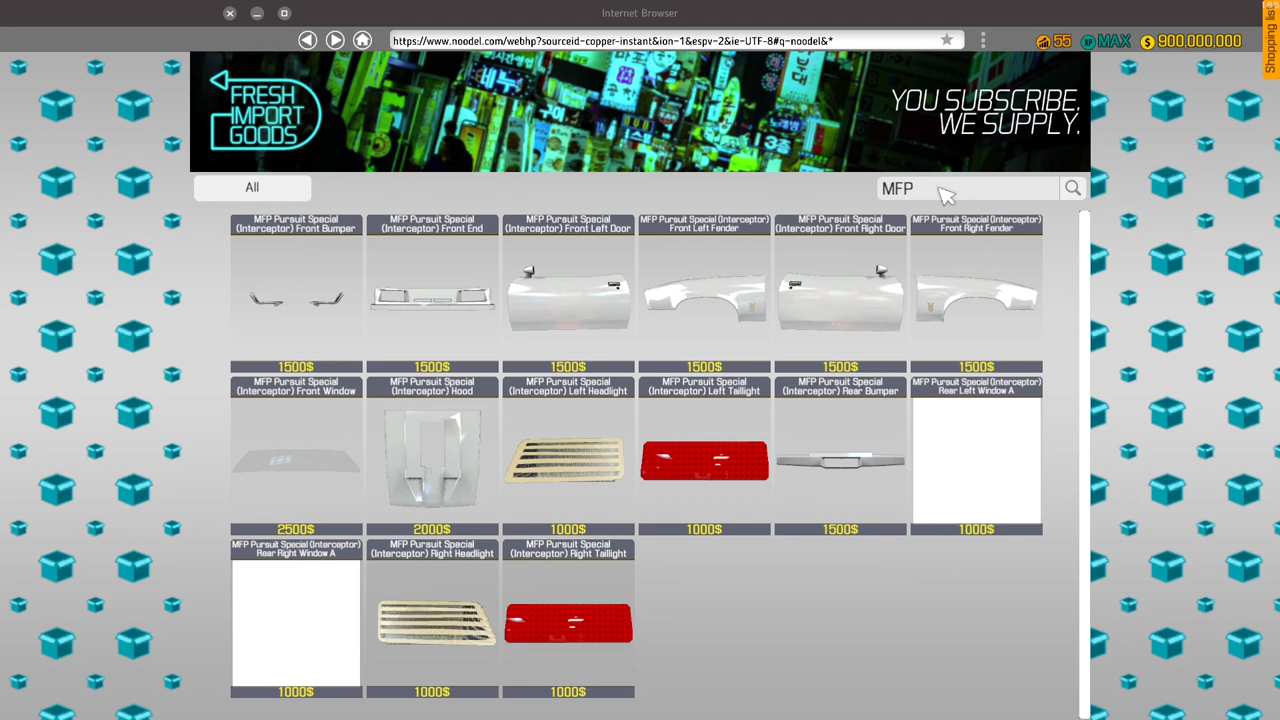 Internet Browser
https://www.noodel.com/webhp?sourceid-copper-instant&ion-1&espv-2&ie-UTF-8#q-noodel&*
55
XP
MAX
$
900,000,000
Shopping list
FRESH
IMPORT
GOODS
YOU SUBSCRIBE,
WE SUPPLY.
All
MFP
MFP Pursuit Special
(Interceptor) Front Bumper
1500$
MFP Pursuit Special
(Interceptor) Front End
1500$
MFP Pursuit Special
(Interceptor) Front Left Door
1500$
MFP Pursuit Special (Interceptor)
Front Left Fender
1500$
MFP Pursuit Special
(Interceptor) Front Right Door
1500$
MFP Pursuit Special (Interceptor)
Front Right Fender
1500$
MFP Pursuit Special
(Interceptor) Front Window
2500$
MFP Pursuit Special
(Interceptor) Hood
2000$
MFP Pursuit Special
(Interceptor) Left Headlight
1000$
MFP Pursuit Special
(Interceptor) Left Taillight
1000$
MFP Pursuit Special
(Interceptor) Rear Bumper
1500$
MFP Pursuit Special (Interceptor)
Rear Left Window A
1000$
MFP Pursuit Special (Interceptor)
Rear Right Window A
1000$
MFP Pursuit Special
(Interceptor) Right Headlight
1000$
MFP Pursuit Special
(Interceptor) Right Taillight
1000$